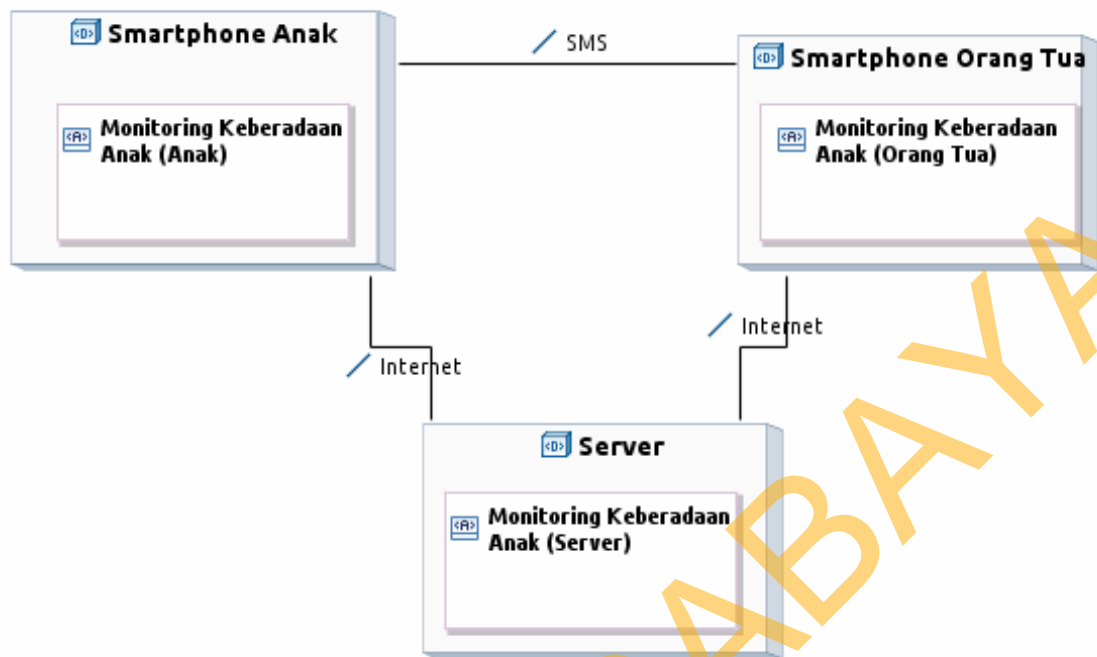 <D> Smartphone Anak
SMS
<D> Smartphone Orang Tua
<A> Monitoring Keberadaan
Anak (Anak)
<A> Monitoring Keberadaan
Anak (Orang Tua)
Internet
Internet
<D> Server
<A> Monitoring Keberadaan
Anak (Server)
ABAYA